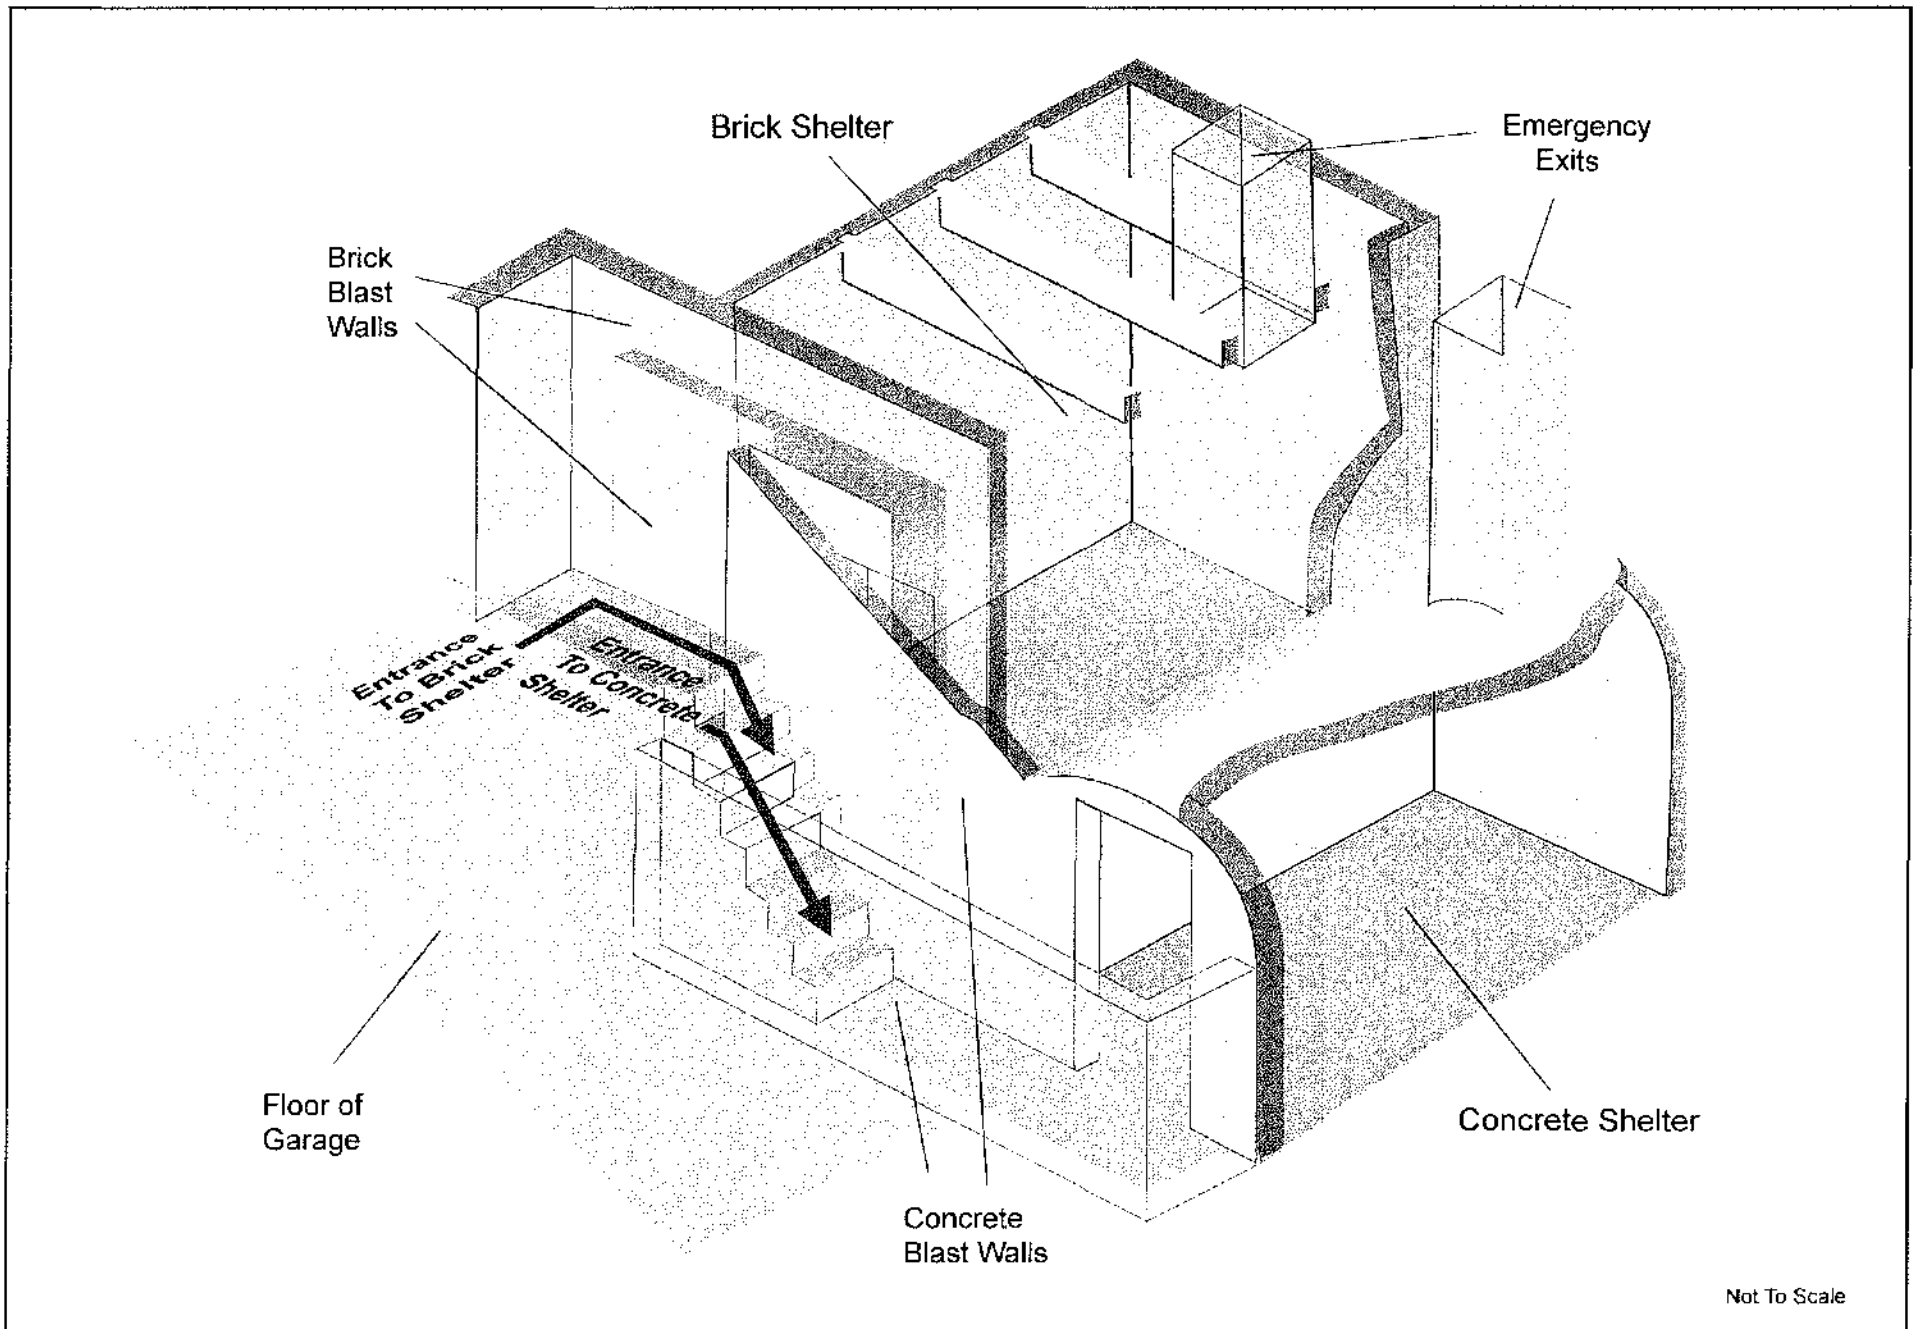 Brick Shelter
Emergency
Exits
Brick
Blast
Walls
Entrance
To Brick
Shelter
Entrance
To Concrete
Shelter
Floor of
Garage
Concrete Shelter
Concrete
Blast Walls
Not To Scale